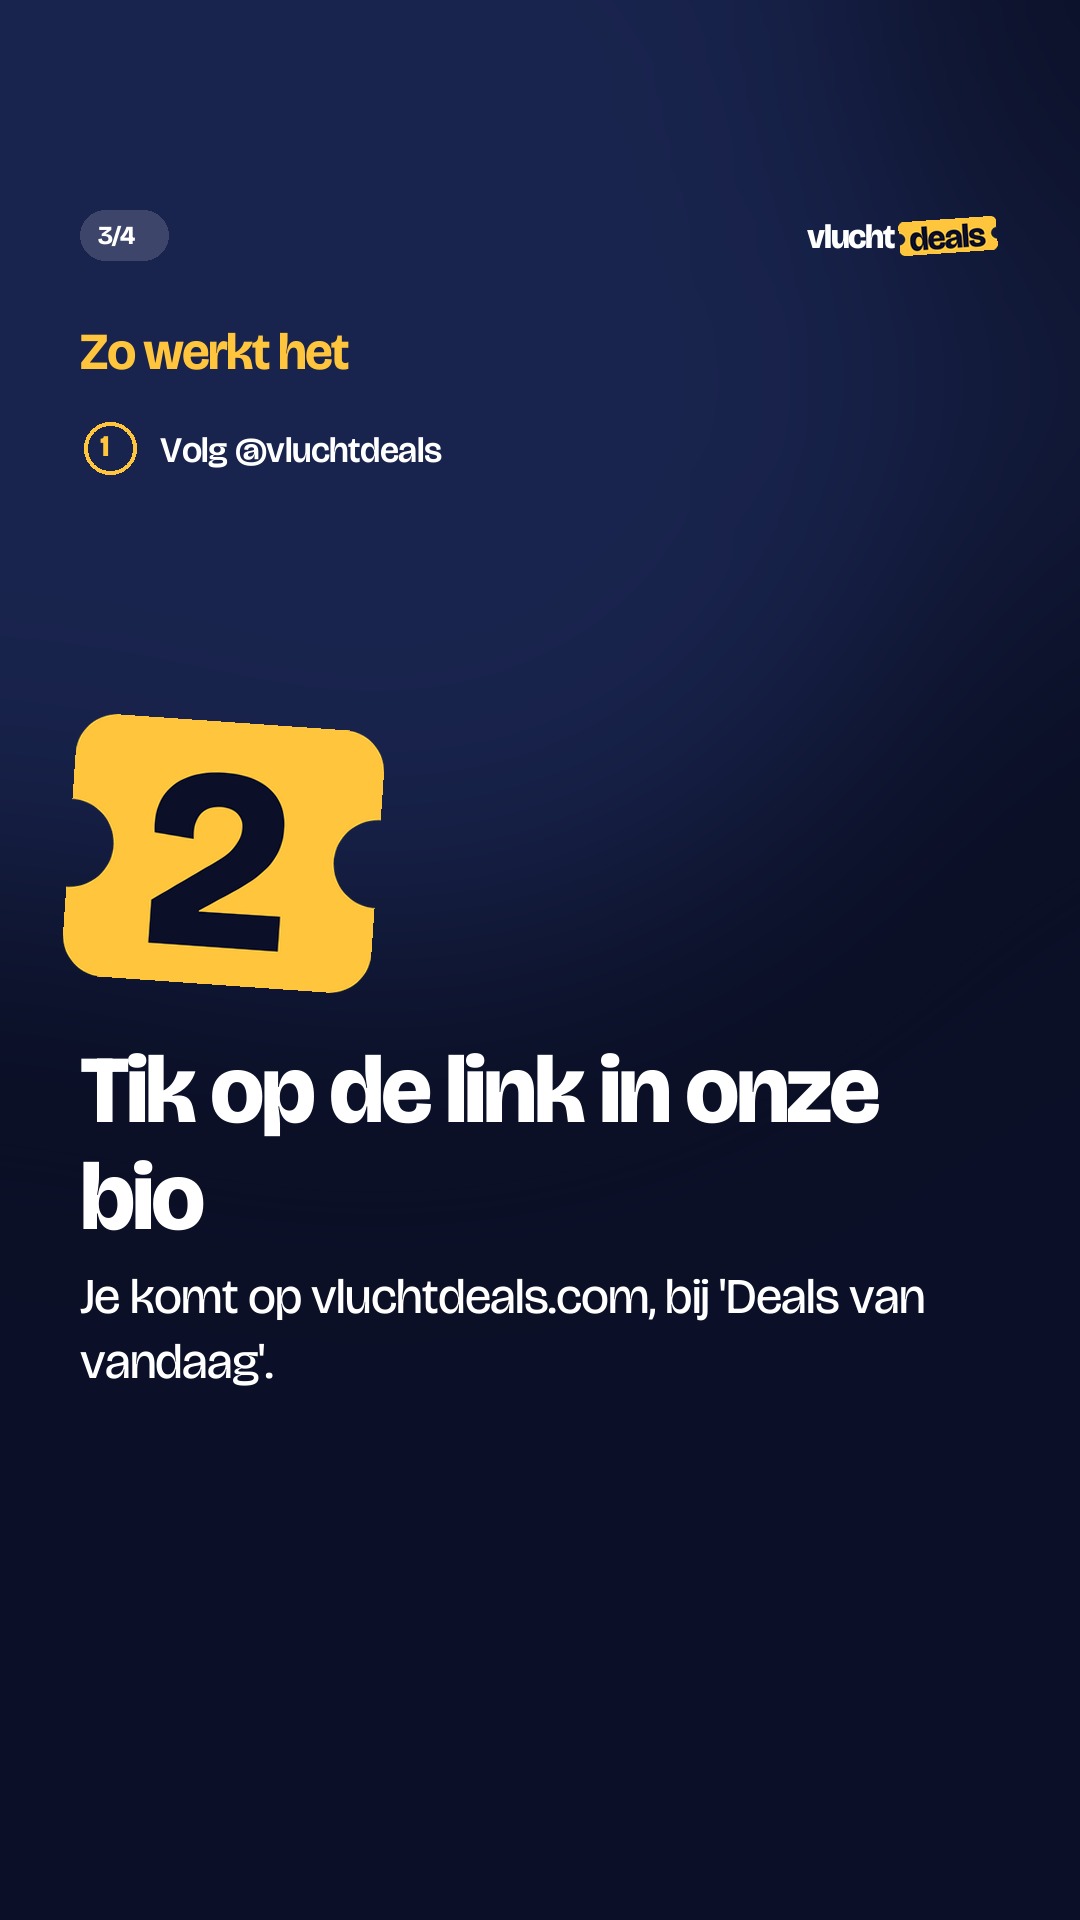 3/4
vlucht deals
Zo werkt het
1 Volg @vluchtdeals
2
Tik op de link in onze
bio
Je komt op vluchtdeals.com, bij 'Deals van
vandaag'.